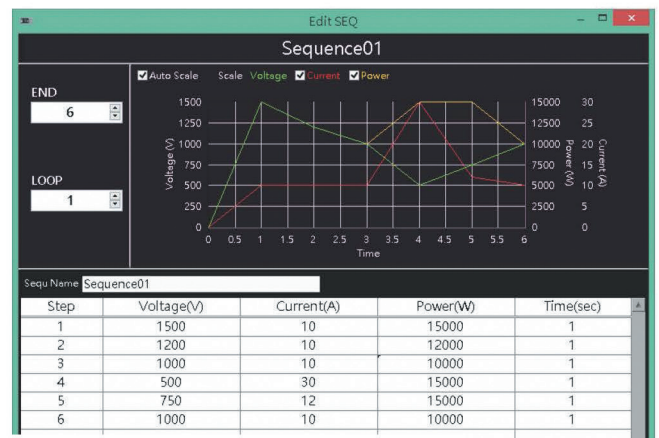 Edit SEQ
Sequence01
Auto Scale Scale Voltage Current Power
END
6
LOOP
1
1500 15000 30
1250 12500 25
1000 10000 20
750 7500 15
500 5000 10
250 2500 5
0 0 0
Voltage (V)
Power (W)
Current (A)
0 0.5 1 1.5 2 2.5 3 3.5 4 4.5 5 5.5 6
Time
Sequ Name Sequence01
Step Voltage(V) Current(A) Power(W) Time(sec)
1 1500 10 15000 1
2 1200 10 12000 1
3 1000 10 10000 1
4 500 30 15000 1
5 750 12 15000 1
6 1000 10 10000 1